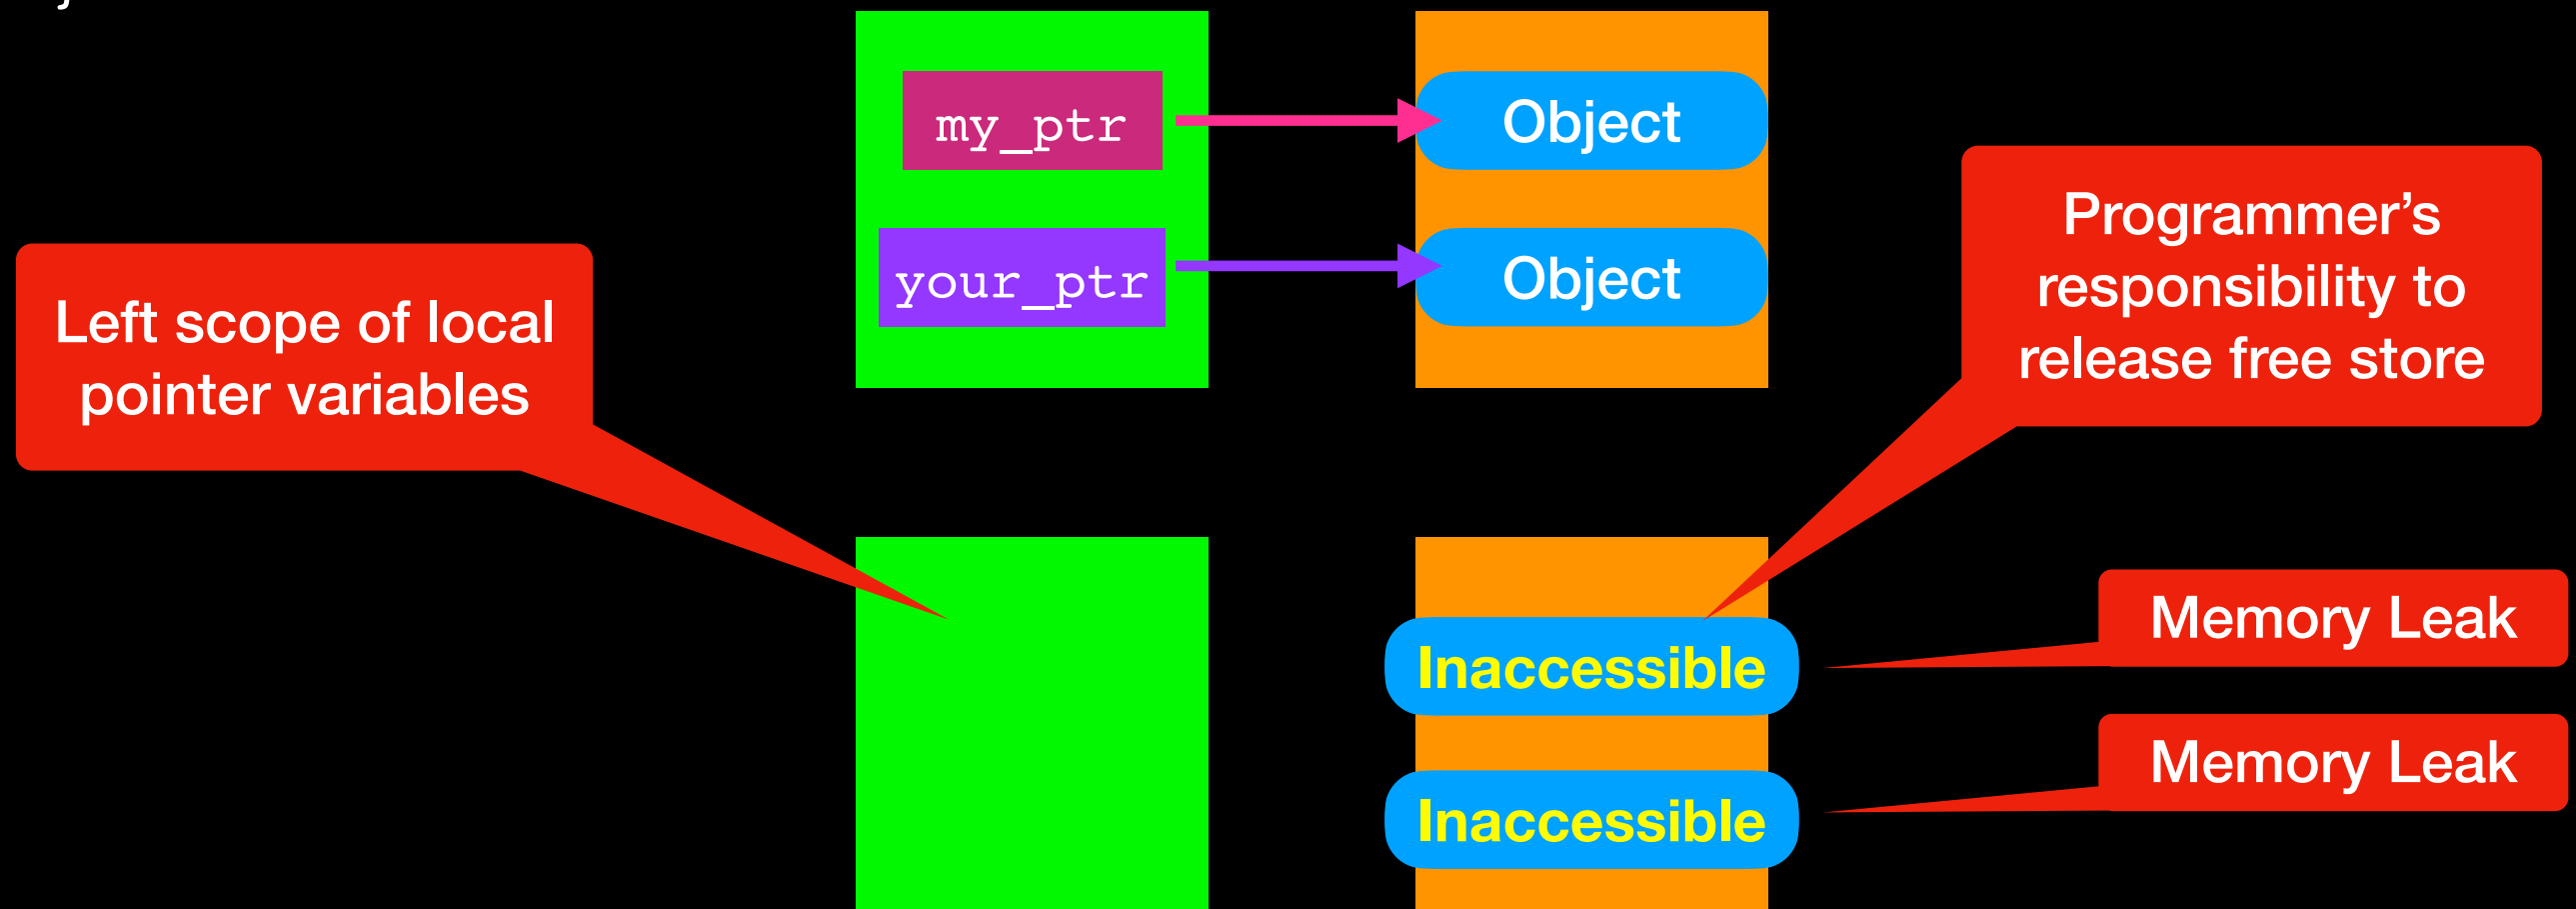 my_ptr
Object
your_ptr
Object
Left scope of local
pointer variables
Programmer’s
responsibility to
release free store
Inaccessible
Memory Leak
Inaccessible
Memory Leak